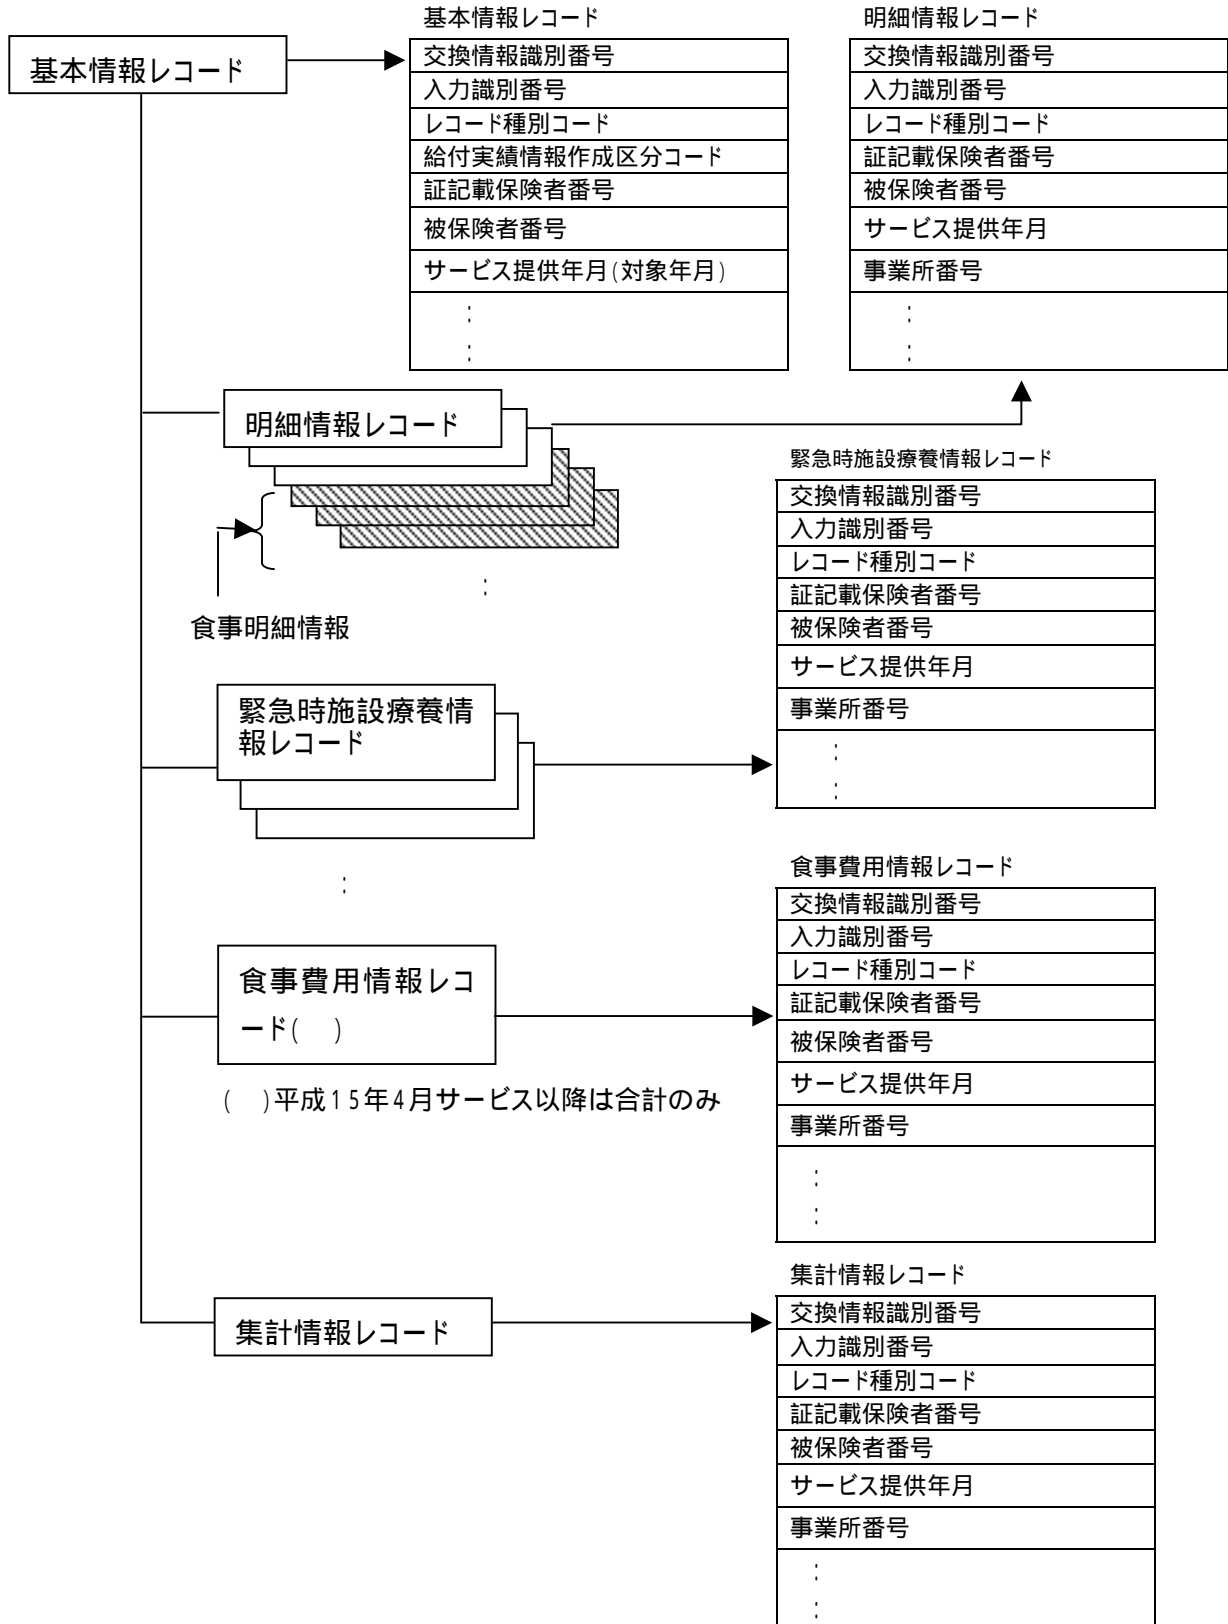 基本情報レコード
基本情報レコード
交換情報識別番号
入力識別番号
レコード種別コード
給付実績情報作成区分コード
証記載保険者番号
被保険者番号
サービス提供年月(対象年月)
:
:
明細情報レコード
交換情報識別番号
入力識別番号
レコード種別コード
証記載保険者番号
被保険者番号
サービス提供年月
事業所番号
:
:
明細情報レコード
:
食事明細情報
緊急時施設療養情報レコード
交換情報識別番号
入力識別番号
レコード種別コード
証記載保険者番号
被保険者番号
サービス提供年月
事業所番号
:
:
緊急時施設療養情
報レコード
:
食事費用情報レコード
交換情報識別番号
入力識別番号
レコード種別コード
証記載保険者番号
被保険者番号
サービス提供年月
事業所番号
:
:
食事費用情報レコ
ード(　)
(　)平成15年4月サービス以降は合計のみ
集計情報レコード
集計情報レコード
交換情報識別番号
入力識別番号
レコード種別コード
証記載保険者番号
被保険者番号
サービス提供年月
事業所番号
:
: